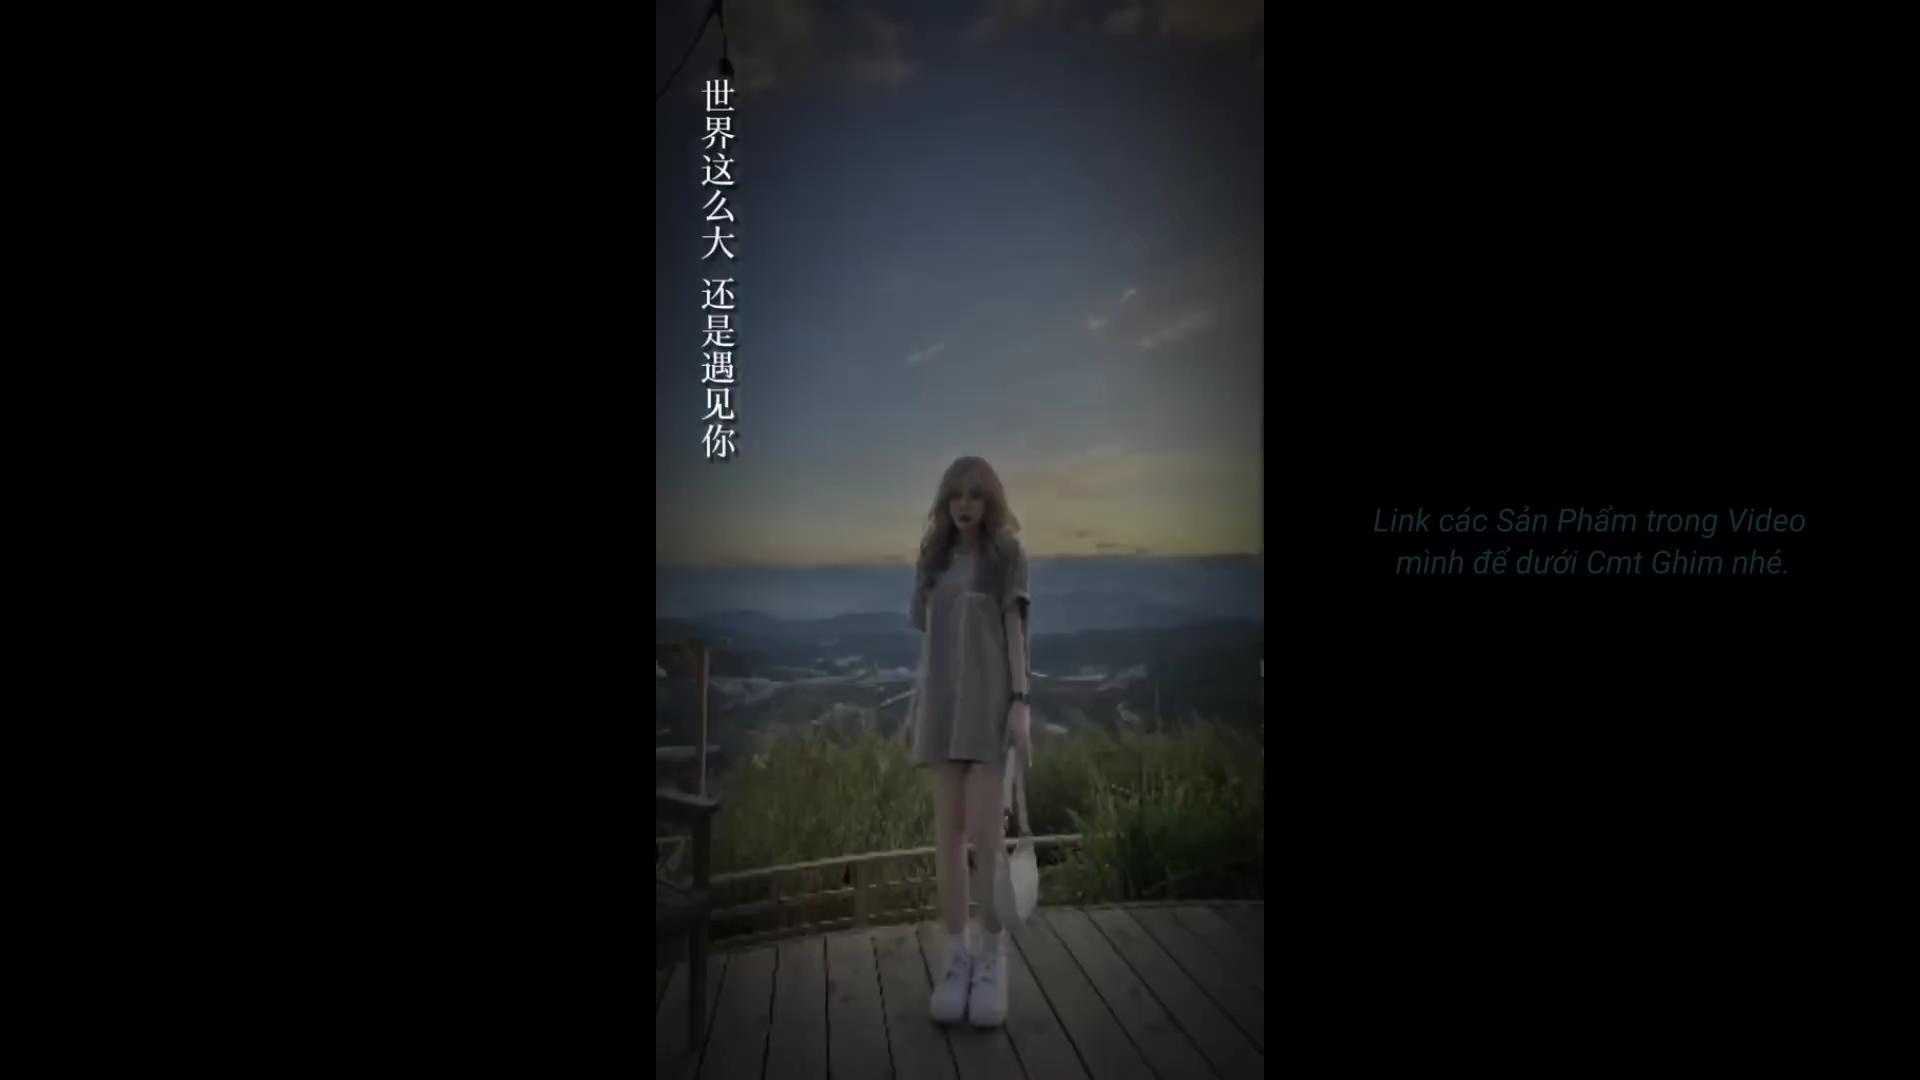 世界这么大 还是遇见你
Link các Sản Phẩm trong Video
mình để dưới Cmt Ghim nhé.